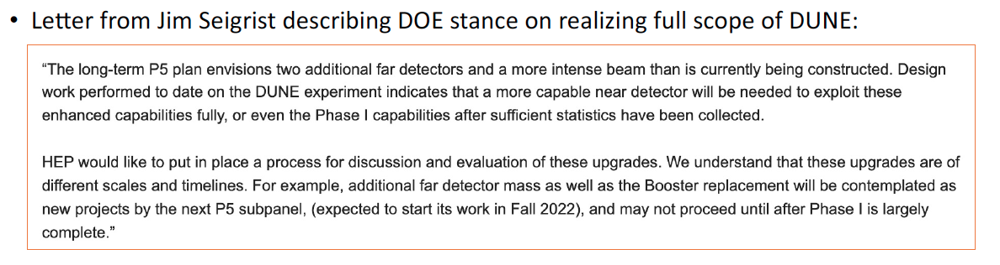 • Letter from Jim Seigrist describing DOE stance on realizing full scope of DUNE:
“The long-term P5 plan envisions two additional far detectors and a more intense beam than is currently being constructed. Design
work performed to date on the DUNE experiment indicates that a more capable near detector will be needed to exploit these
enhanced capabilities fully, or even the Phase I capabilities after sufficient statistics have been collected.
HEP would like to put in place a process for discussion and evaluation of these upgrades. We understand that these upgrades are of
different scales and timelines. For example, additional far detector mass as well as the Booster replacement will be contemplated as
new projects by the next P5 subpanel, (expected to start its work in Fall 2022), and may not proceed until after Phase I is largely
complete.”